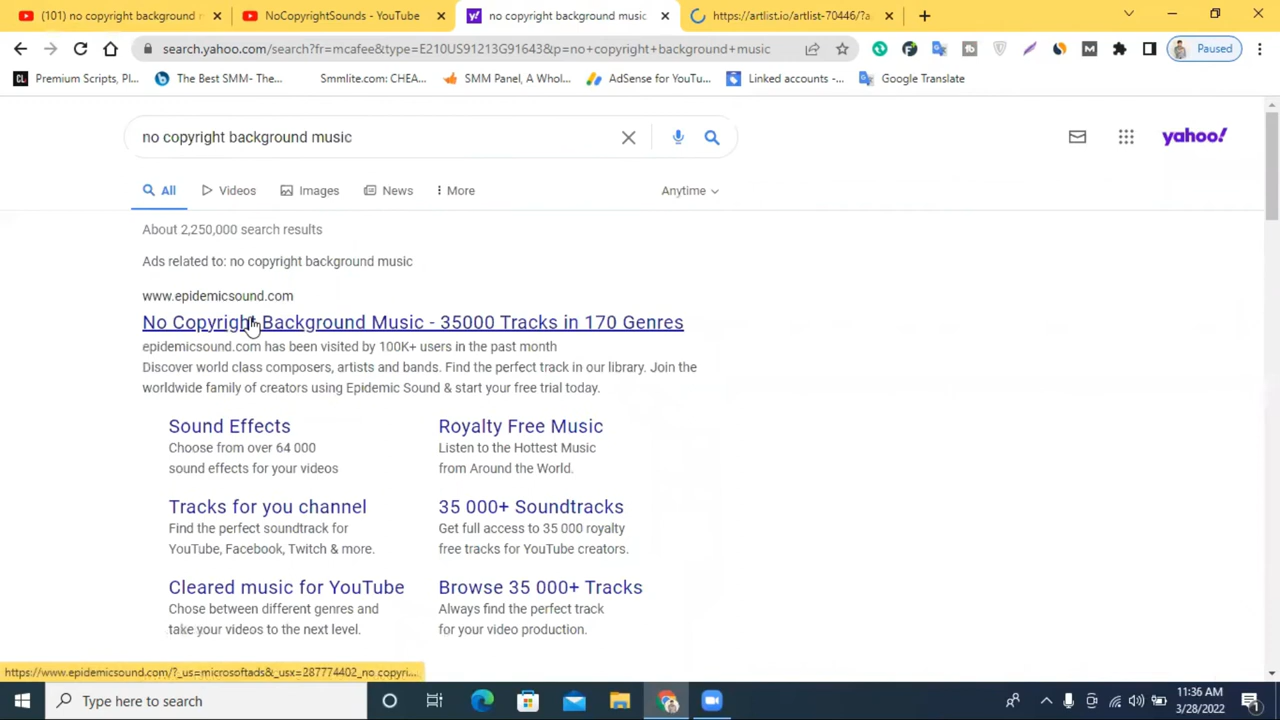 (101) no copyright background
NoCopyrightSounds - YouTube
no copyright background music
https://artlist.io/artlist-70446/?a
search.yahoo.com/search?fr=mcafee&type=E210US91213G91643&p=no+copyright+background+music
Paused
Premium Scripts, Pl...
The Best SMM- The...
Smmlite.com: CHEA...
SMM Panel, A Whol...
AdSense for YouTu...
Linked accounts -...
Google Translate
no copyright background music
yahoo!
All
Videos
Images
News
More
Anytime
About 2,250,000 search results
Ads related to: no copyright background music
www.epidemicsound.com
No Copyright Background Music - 35000 Tracks in 170 Genres
epidemicsound.com has been visited by 100K+ users in the past month
Discover world class composers, artists and bands. Find the perfect track in our library. Join the
worldwide family of creators using Epidemic Sound & start your free trial today.
Sound Effects
Choose from over 64 000
sound effects for your videos
Royalty Free Music
Listen to the Hottest Music
from Around the World.
Tracks for you channel
Find the perfect soundtrack for
YouTube, Facebook, Twitch & more.
35 000+ Soundtracks
Get full access to 35 000 royalty
free tracks for YouTube creators.
Cleared music for YouTube
Chose between different genres and
take your videos to the next level.
Browse 35 000+ Tracks
Always find the perfect track
for your video production.
https://www.epidemicsound.com/?_us=microsoftads&_usx=287774402_no copyri...
Type here to search
11:36 AM
3/28/2022